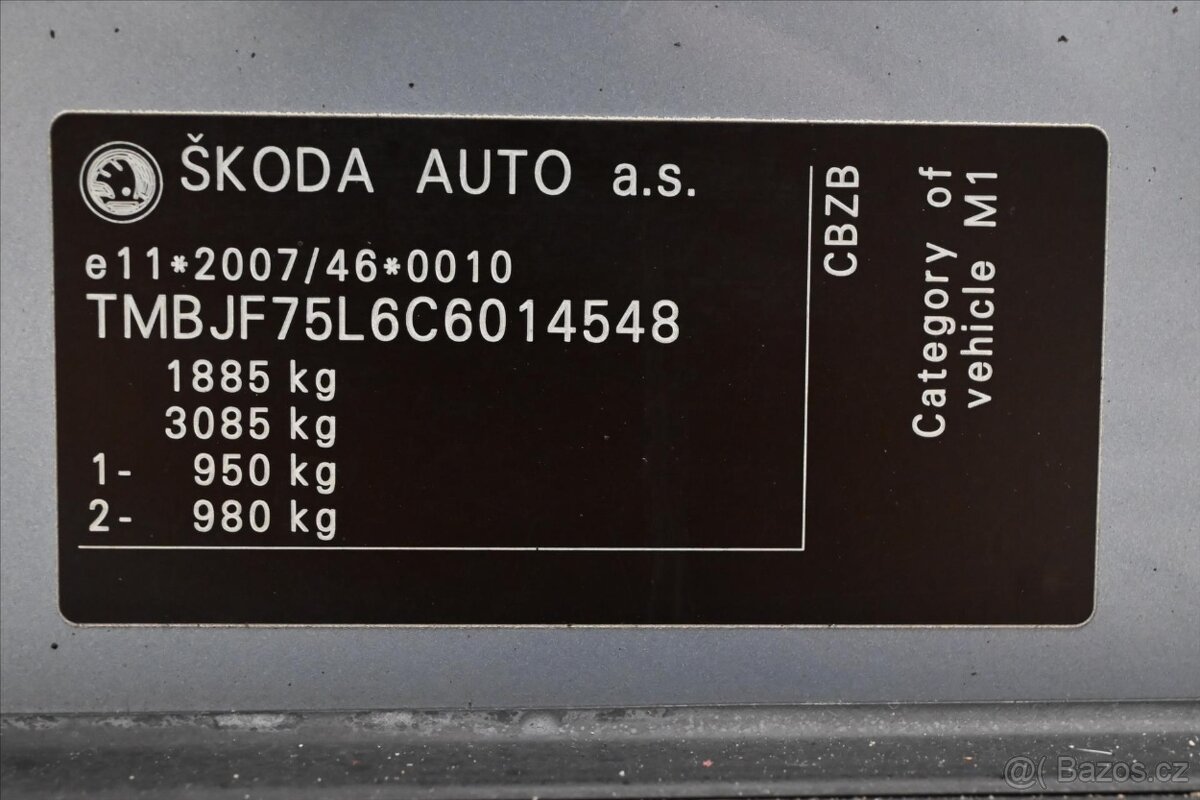 ŠKODA AUTO a.s.
e11*2007/46*0010
TMBJF75L6C6014548
1885 kg
3085 kg
1- 950 kg
2- 980 kg
CBZB
Category of
vehicle M1
@( Bazos.cz